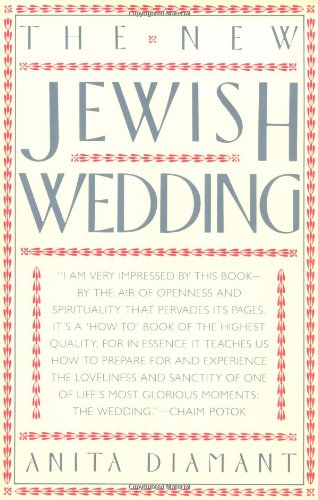 THE·NEW
JEWISH
WEDDING
"I AM VERY IMPRESSED BY THIS BOOK—
BY THE AIR OF OPENNESS AND
SPIRITUALITY THAT PERVADES ITS PAGES.
IT'S A 'HOW TO' BOOK OF THE HIGHEST
QUALITY, FOR IN ESSENCE IT TEACHES US
HOW TO PREPARE FOR AND EXPERIENCE
THE LOVELINESS AND SANCTITY OF ONE
OF LIFE'S MOST GLORIOUS MOMENTS:
THE WEDDING."—CHAIM POTOK
ANITA DIAMANT